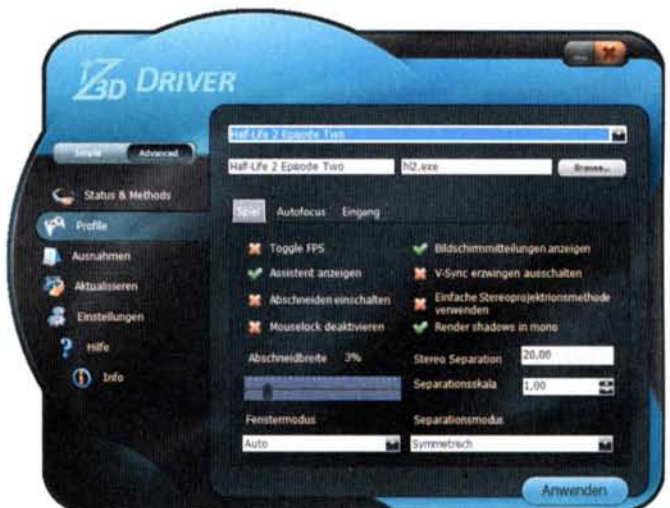 iZ3D DRIVER
Half-Life 2 Episode Two
Simple Advanced
Half-Life 2 Episode Two hl2.exe Browse...
Status & Methods
Profile
Ausnahmen
Aktualisieren
Einstellungen
Hilfe
Info
Spiel Autofocus Eingang
Toggle FPS
Assistent anzeigen
Abschneiden einschalten
Mouselock deaktivieren
Bildschirmmitteilungen anzeigen
V-Sync erzwingen ausschalten
Einfache Stereoprojektrionsmethode
verwenden
Render shadows in mono
Abschneidbreite 3%
Stereo Separation 20,00
Separationsskala 1,00
Fenstermodus
Auto
Separationsmodus
Symmetrisch
Anwenden